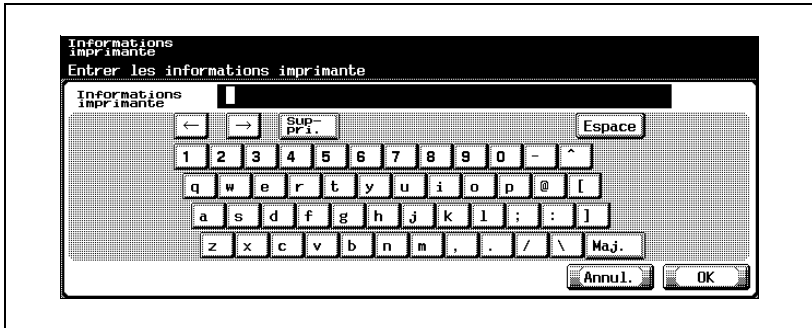 Informations
imprimante
Entrer les informations imprimante
Informations
imprimante
← → Sup-
pri. Espace
1 2 3 4 5 6 7 8 9 0 - ^
q w e r t y u i o p @ [
a s d f g h j k l ; : ]
z x c v b n m , . / \ Maj.
Annul. OK